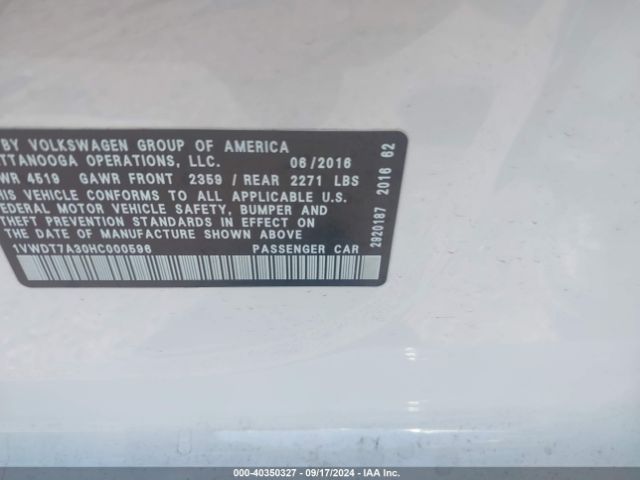 BY VOLKSWAGEN GROUP OF AMERICA
TTANOOGA OPERATIONS, LLC. 06/2016
WR 4519 GAWR FRONT 2359 / REAR 2271 LBS
HIS VEHICLE CONFORMS TO ALL APPLICABLE U.S.
EDERAL MOTOR VEHICLE SAFETY, BUMPER AND
THEFT PREVENTION STANDARDS IN EFFECT ON
THE DATE OF MANUFACTURE SHOWN ABOVE.
1VWDT7A30HC000596 PASSENGER CAR
2920187 2016 62
000-40350327 - 09/17/2024 - IAA Inc.